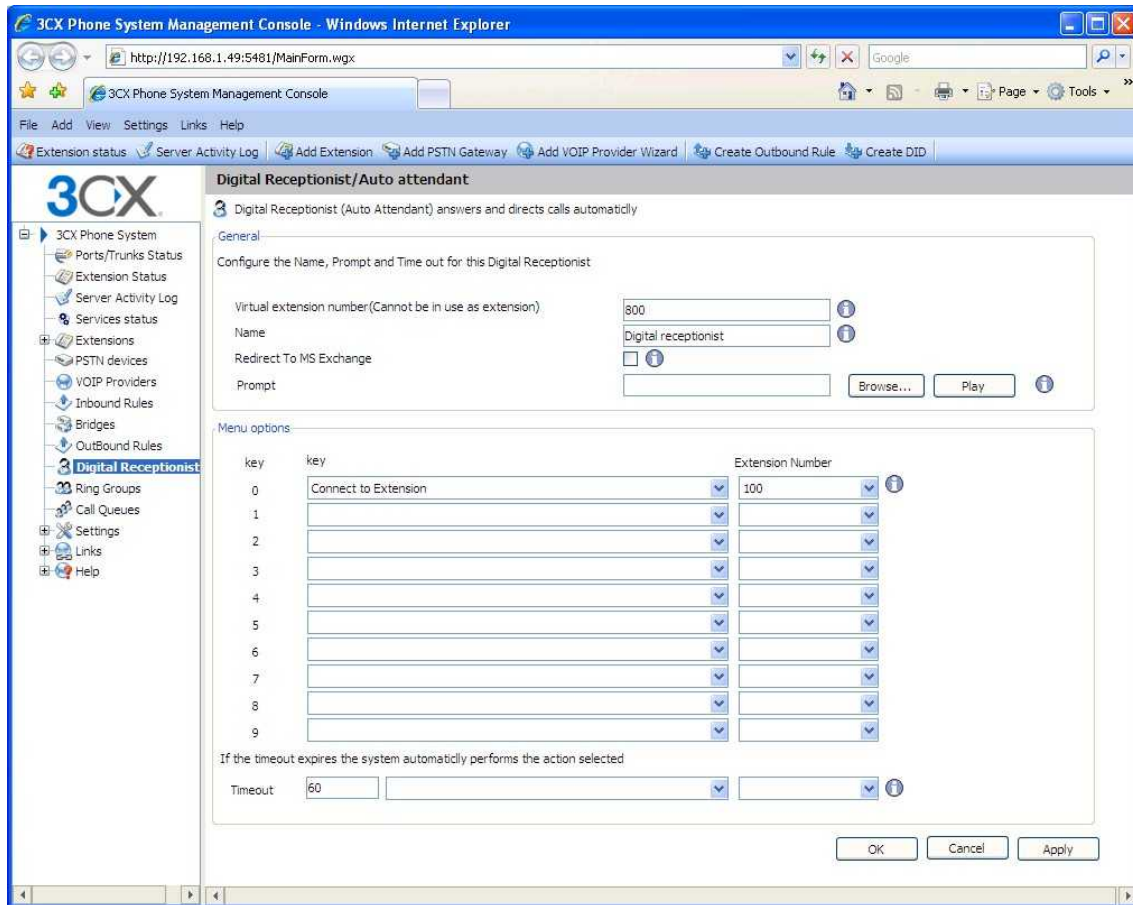 3CX Phone System Management Console - Windows Internet Explorer
http://192.168.1.49:5481/MainForm.wgx
Google
3CX Phone System Management Console
Page
Tools
»
File Add View Settings Links Help
Extension status Server Activity Log Add Extension Add PSTN Gateway Add VOIP Provider Wizard Create Outbound Rule Create DID
3CX
3CX Phone System
Ports/Trunks Status
Extension Status
Server Activity Log
Services status
Extensions
PSTN devices
VOIP Providers
Inbound Rules
Bridges
OutBound Rules
Digital Receptionist
Ring Groups
Call Queues
Settings
Links
Help
Digital Receptionist/Auto attendant
Digital Receptionist (Auto Attendant) answers and directs calls automaticlly
General
Configure the Name, Prompt and Time out for this Digital Receptionist
Virtual extension number(Cannot be in use as extension) 800
Name Digital receptionist
Redirect To MS Exchange
Prompt Browse... Play
Menu options
key key Extension Number
0 Connect to Extension 100
1
2
3
4
5
6
7
8
9
If the timeout expires the system automaticlly performs the action selected
Timeout 60
OK Cancel Apply